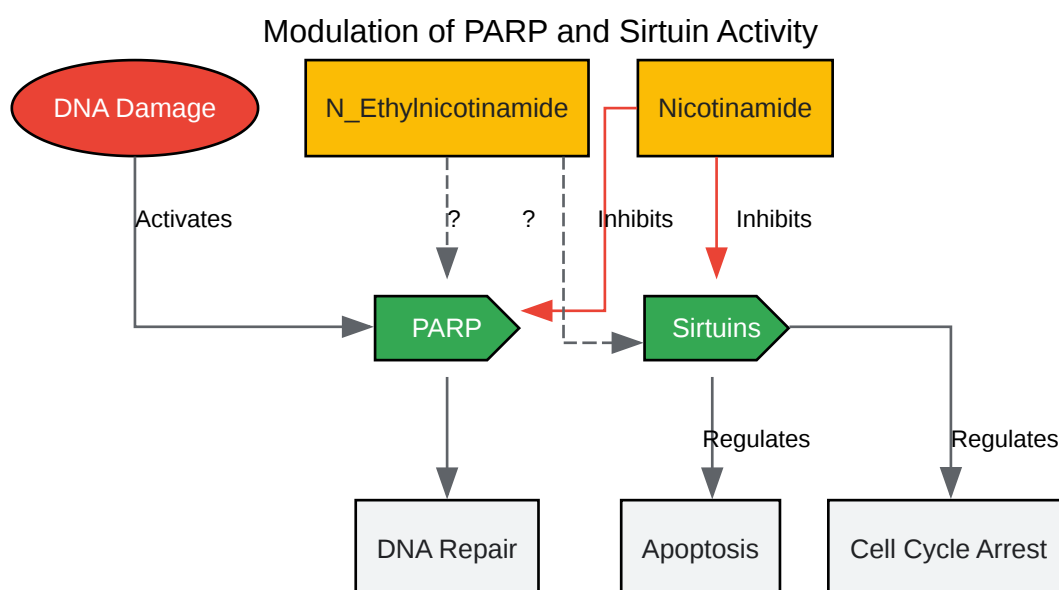 Modulation of PARP and Sirtuin Activity
DNA Damage
N_Ethylnicotinamide
Nicotinamide
Activates
?
?
Inhibits
Inhibits
PARP
Sirtuins
Regulates
Regulates
DNA Repair
Apoptosis
Cell Cycle Arrest